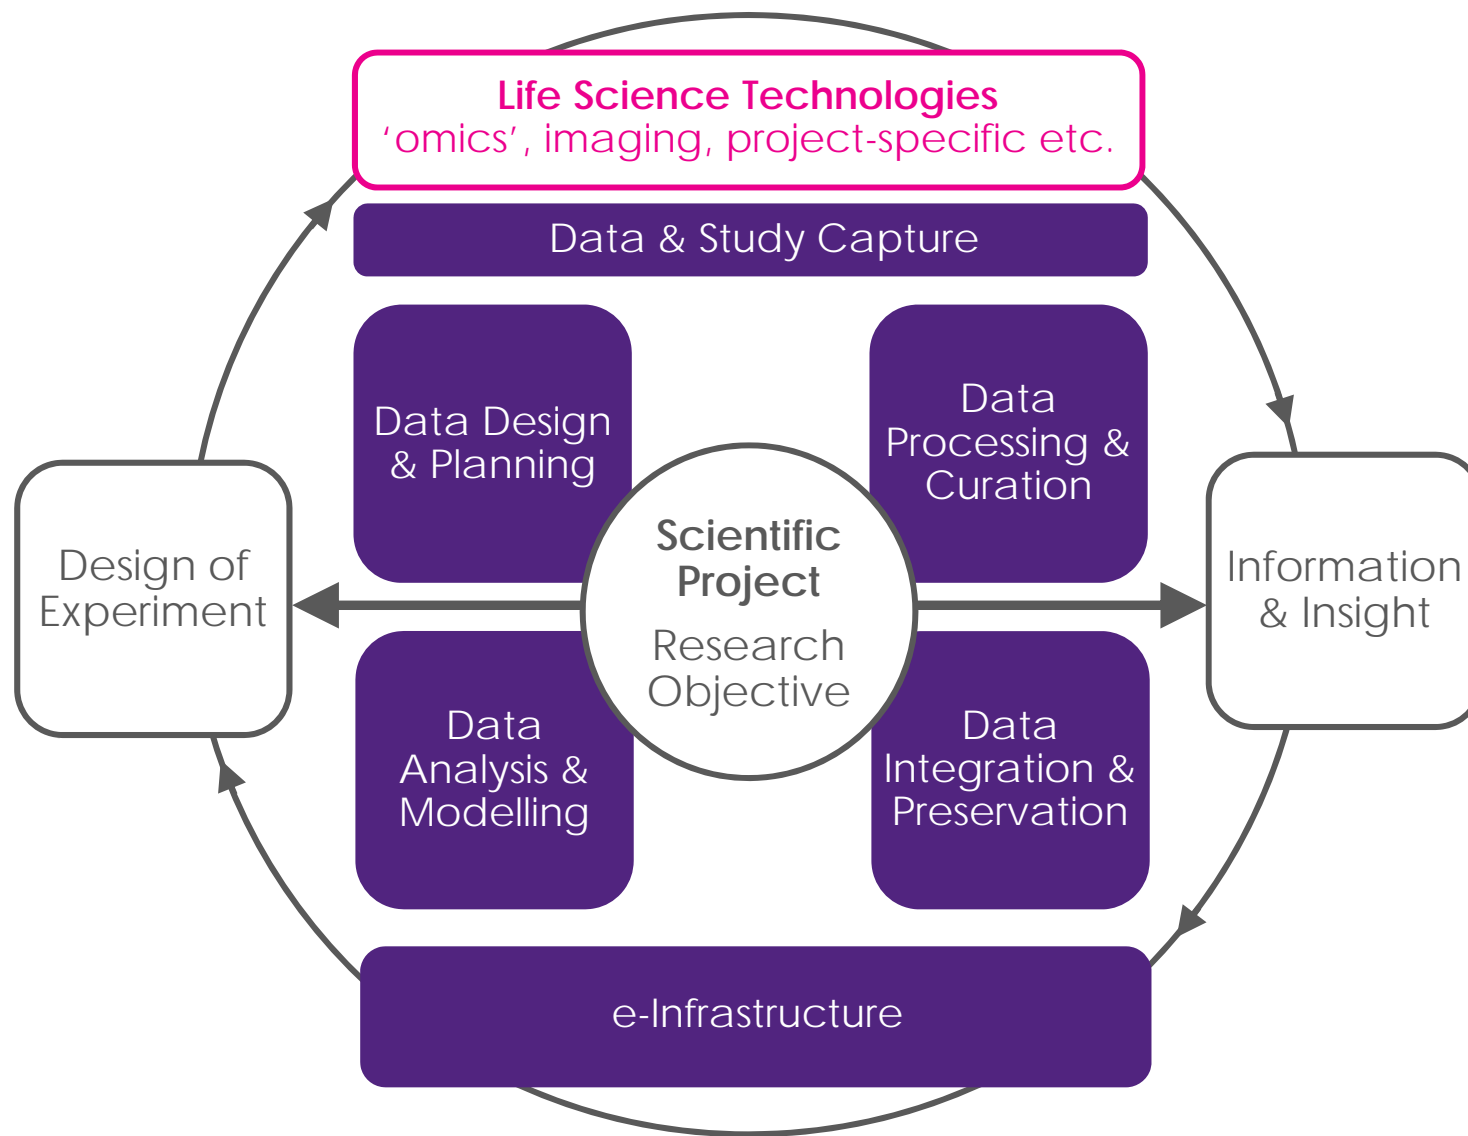 Life Science Technologies
‘omics’, imaging, project-specific etc.
Data & Study Capture
Data Design
& Planning
Data
Processing &
Curation
Design of
Experiment
Scientific
Project
Research
Objective
Information
& Insight
Data
Analysis &
Modelling
Data
Integration &
Preservation
e-Infrastructure